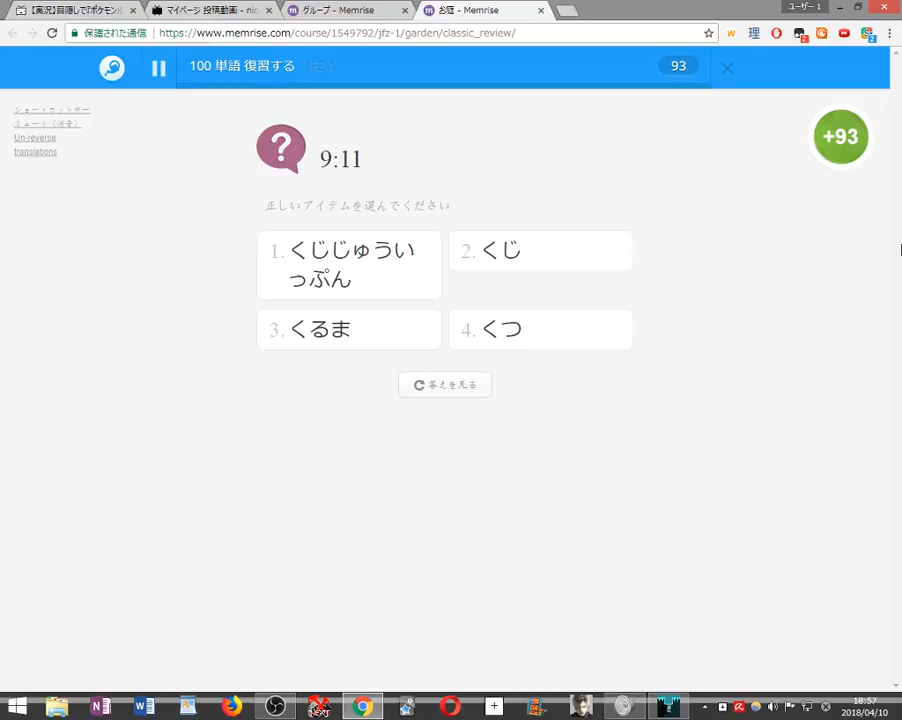 【実況】目隠しで『ポケモン
マイページ 投稿動画 - nic
グループ - Memrise
お庭 - Memrise
ユーザー 1
保護された通信
https://www.memrise.com/course/1549792/jfz-1/garden/classic_review/
100 単語 復習する JFZ 1
93
ショートカットキー
ミュート（消音）
Un-reverse
translations
+93
9:11
正しいアイテムを選んでください
1. くじじゅうい
っぷん
2. くじ
3. くるま
4. くつ
答えを見る
18:57
2018/04/10